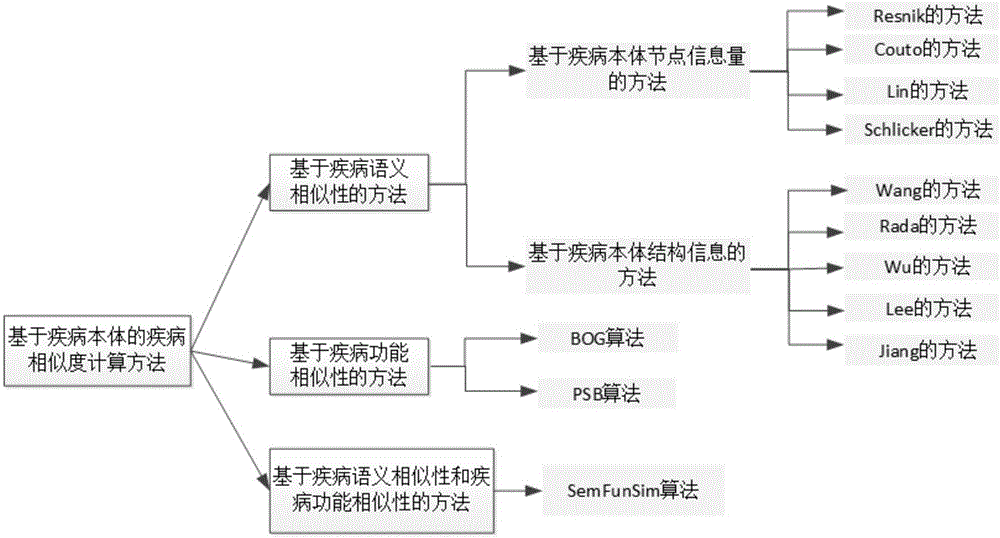 基于疾病本体的疾病
相似度计算方法
基于疾病语义
相似性的方法
基于疾病本体节点信息量
的方法
Resnik的方法
Couto的方法
Lin的方法
Schlicker的方法
基于疾病本体结构信息的
方法
Wang的方法
Rada的方法
Wu的方法
Lee的方法
Jiang的方法
基于疾病功能
相似性的方法
BOG算法
PSB算法
基于疾病语义相似性和疾
病功能相似性的方法
SemFunSim算法